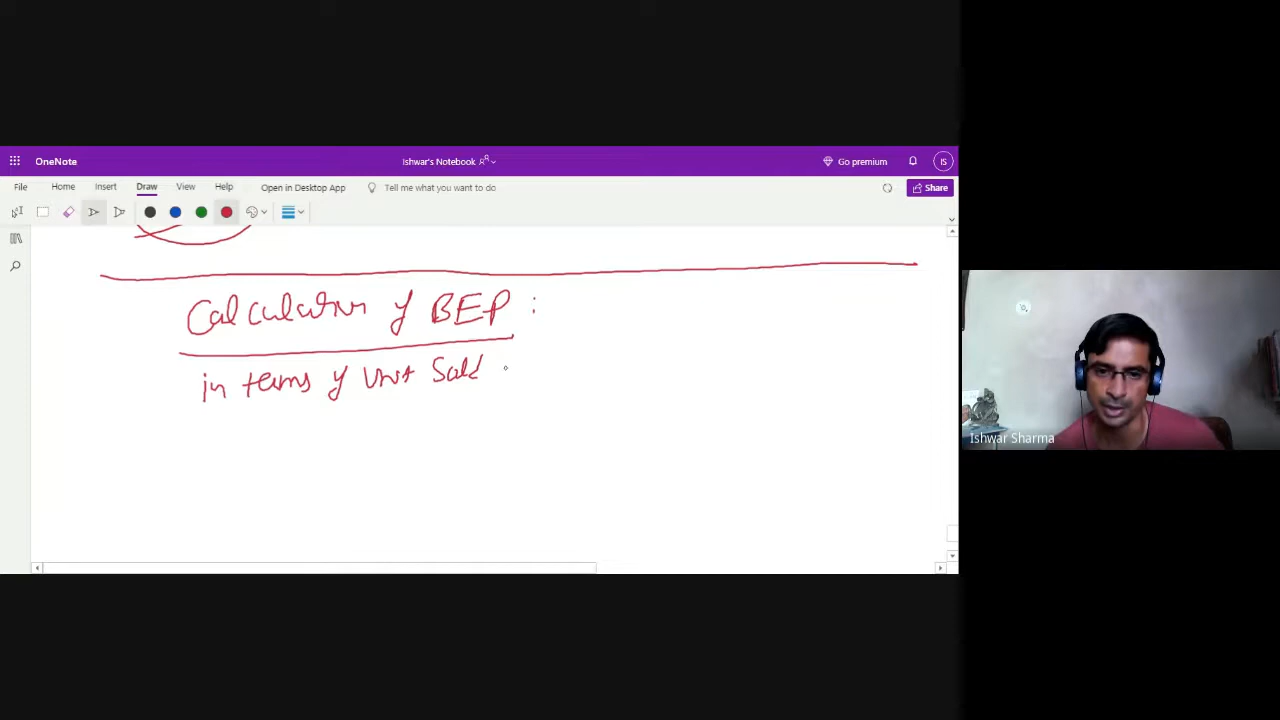 OneNote
Ishwar's Notebook
Go premium
IS
File Home Insert Draw View Help Open in Desktop App Tell me what you want to do
Share
Calculation of BEP :
in terms of Unit Sold
Ishwar Sharma